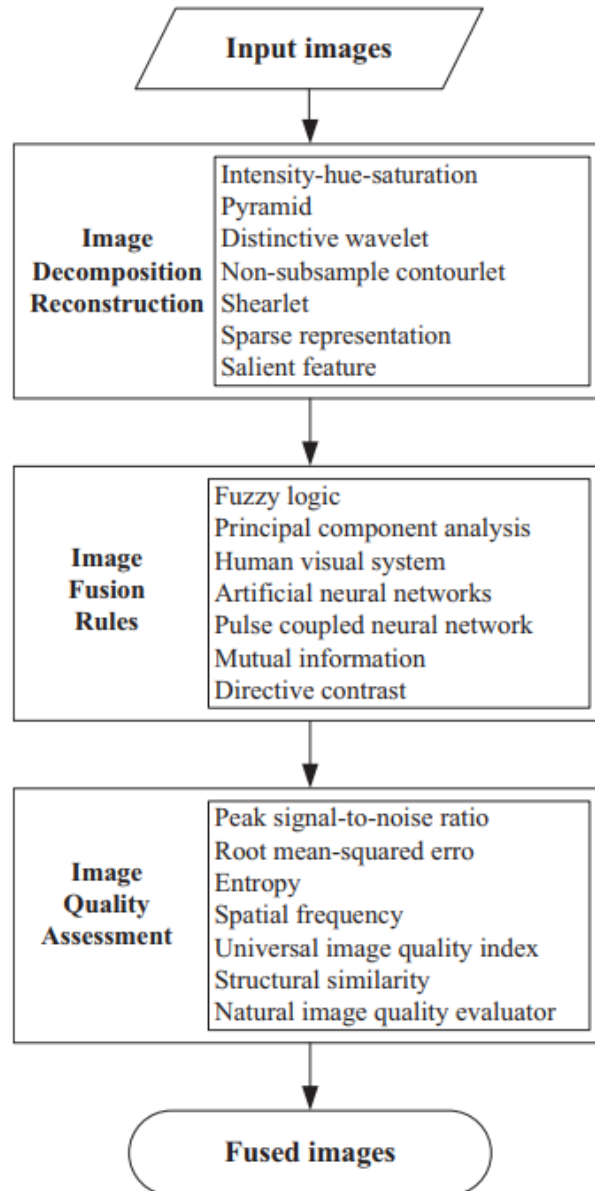 Input images
Image
Decomposition
Reconstruction
Intensity-hue-saturation
Pyramid
Distinctive wavelet
Non-subsample contourlet
Shearlet
Sparse representation
Salient feature
Image
Fusion
Rules
Fuzzy logic
Principal component analysis
Human visual system
Artificial neural networks
Pulse coupled neural network
Mutual information
Directive contrast
Image
Quality
Assessment
Peak signal-to-noise ratio
Root mean-squared erro
Entropy
Spatial frequency
Universal image quality index
Structural similarity
Natural image quality evaluator
Fused images